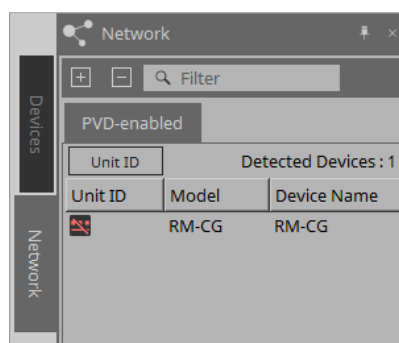 Network
Filter
Devices
PVD-enabled
Unit ID
Detected Devices : 1
Unit ID Model Device Name
RM-CG RM-CG
Network